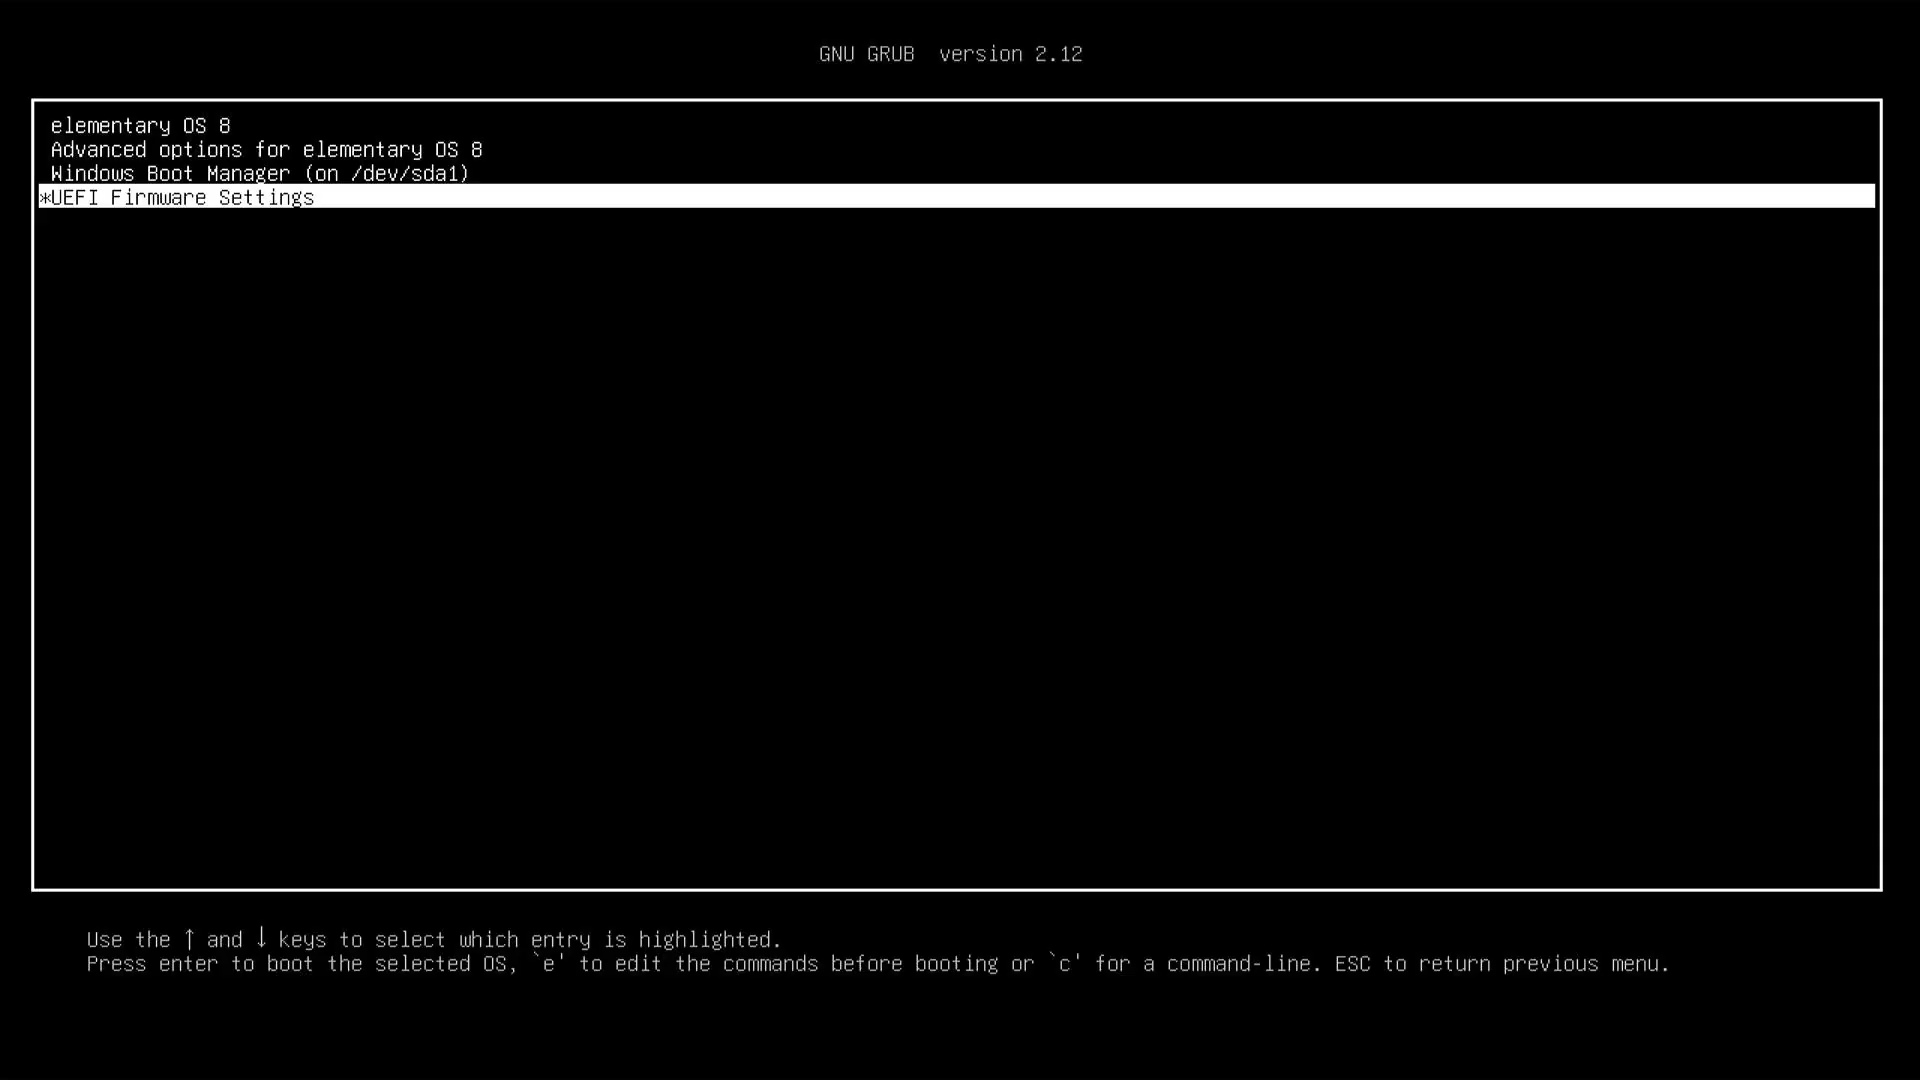 GNU GRUB  version 2.12
elementary OS 8
Advanced options for elementary OS 8
Windows Boot Manager (on /dev/sda1)
*UEFI Firmware Settings
Use the ↑ and ↓ keys to select which entry is highlighted.
Press enter to boot the selected OS, `e' to edit the commands before booting or `c' for a command-line. ESC to return previous menu.